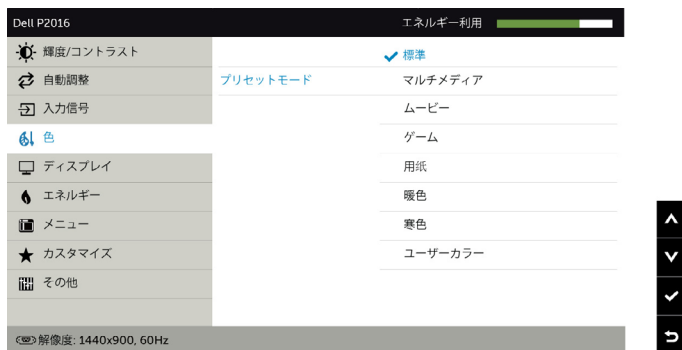 Dell P2016 エネルギー利用
輝度/コントラスト ✔ 標準
自動調整 プリセットモード マルチメディア
入力信号 ムービー
色 ゲーム
ディスプレイ 用紙
エネルギー 暖色
メニュー 寒色
カスタマイズ ユーザーカラー
その他
解像度: 1440x900, 60Hz